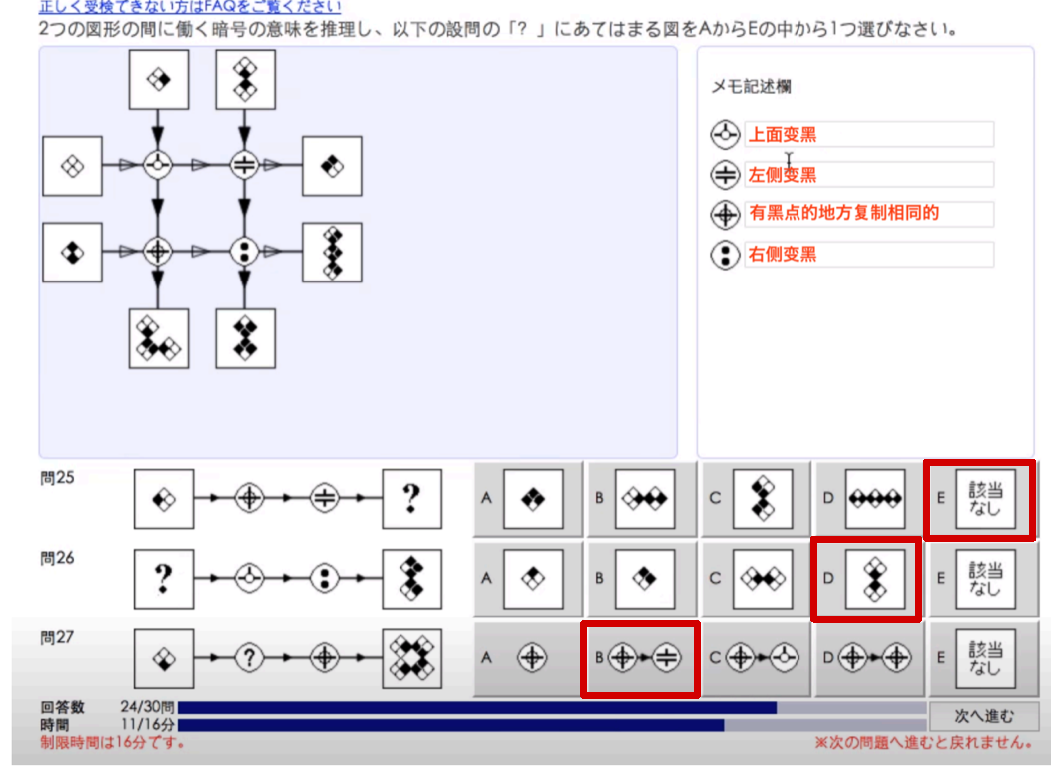 正しく受検できない方はFAQをご覧ください
2つの図形の間に働く暗号の意味を推理し、以下の設問の「? 」にあてはまる図をAからEの中から1つ選びなさい。
メモ記述欄
上面变黑
左侧变黑
有黑点的地方复制相同的
右侧变黑
問25
?
A
B
C
D
E
該当
なし
問26
?
A
B
C
D
E
該当
なし
問27
?
A
B
C
D
E
該当
なし
回答数 24/30問
時間 11/16分
次へ進む
制限時間は16分です。
※次の問題へ進むと戻れません。